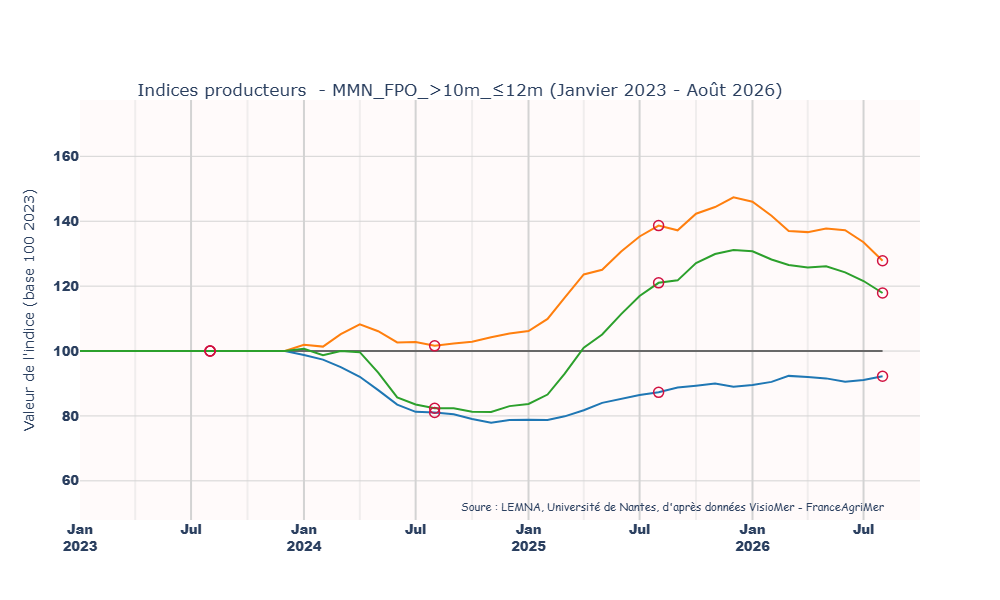 Indices producteurs - MMN_FPO_>10m_≤12m (Janvier 2023 - Août 2026)
Valeur de l'indice (base 100 2023)
160
140
120
100
80
60
Soure : LEMNA, Université de Nantes, d'après données VisioMer - FranceAgriMer
Jan Jul Jan Jul Jan Jul Jan Jul
2023 2024 2025 2026